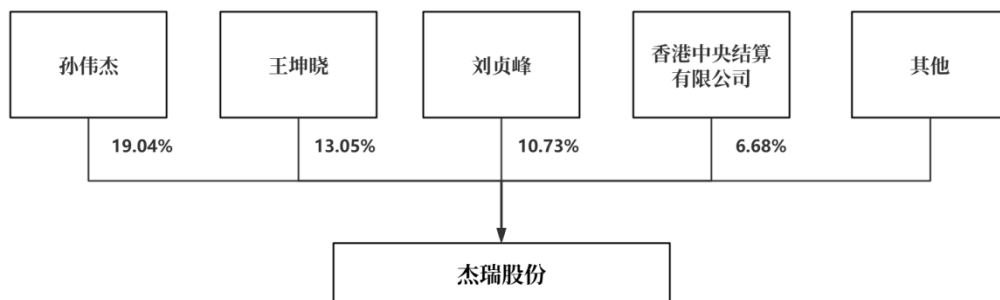 孙伟杰
王坤晓
刘贞峰
香港中央结算
有限公司
其他
19.04%
13.05%
10.73%
6.68%
杰瑞股份